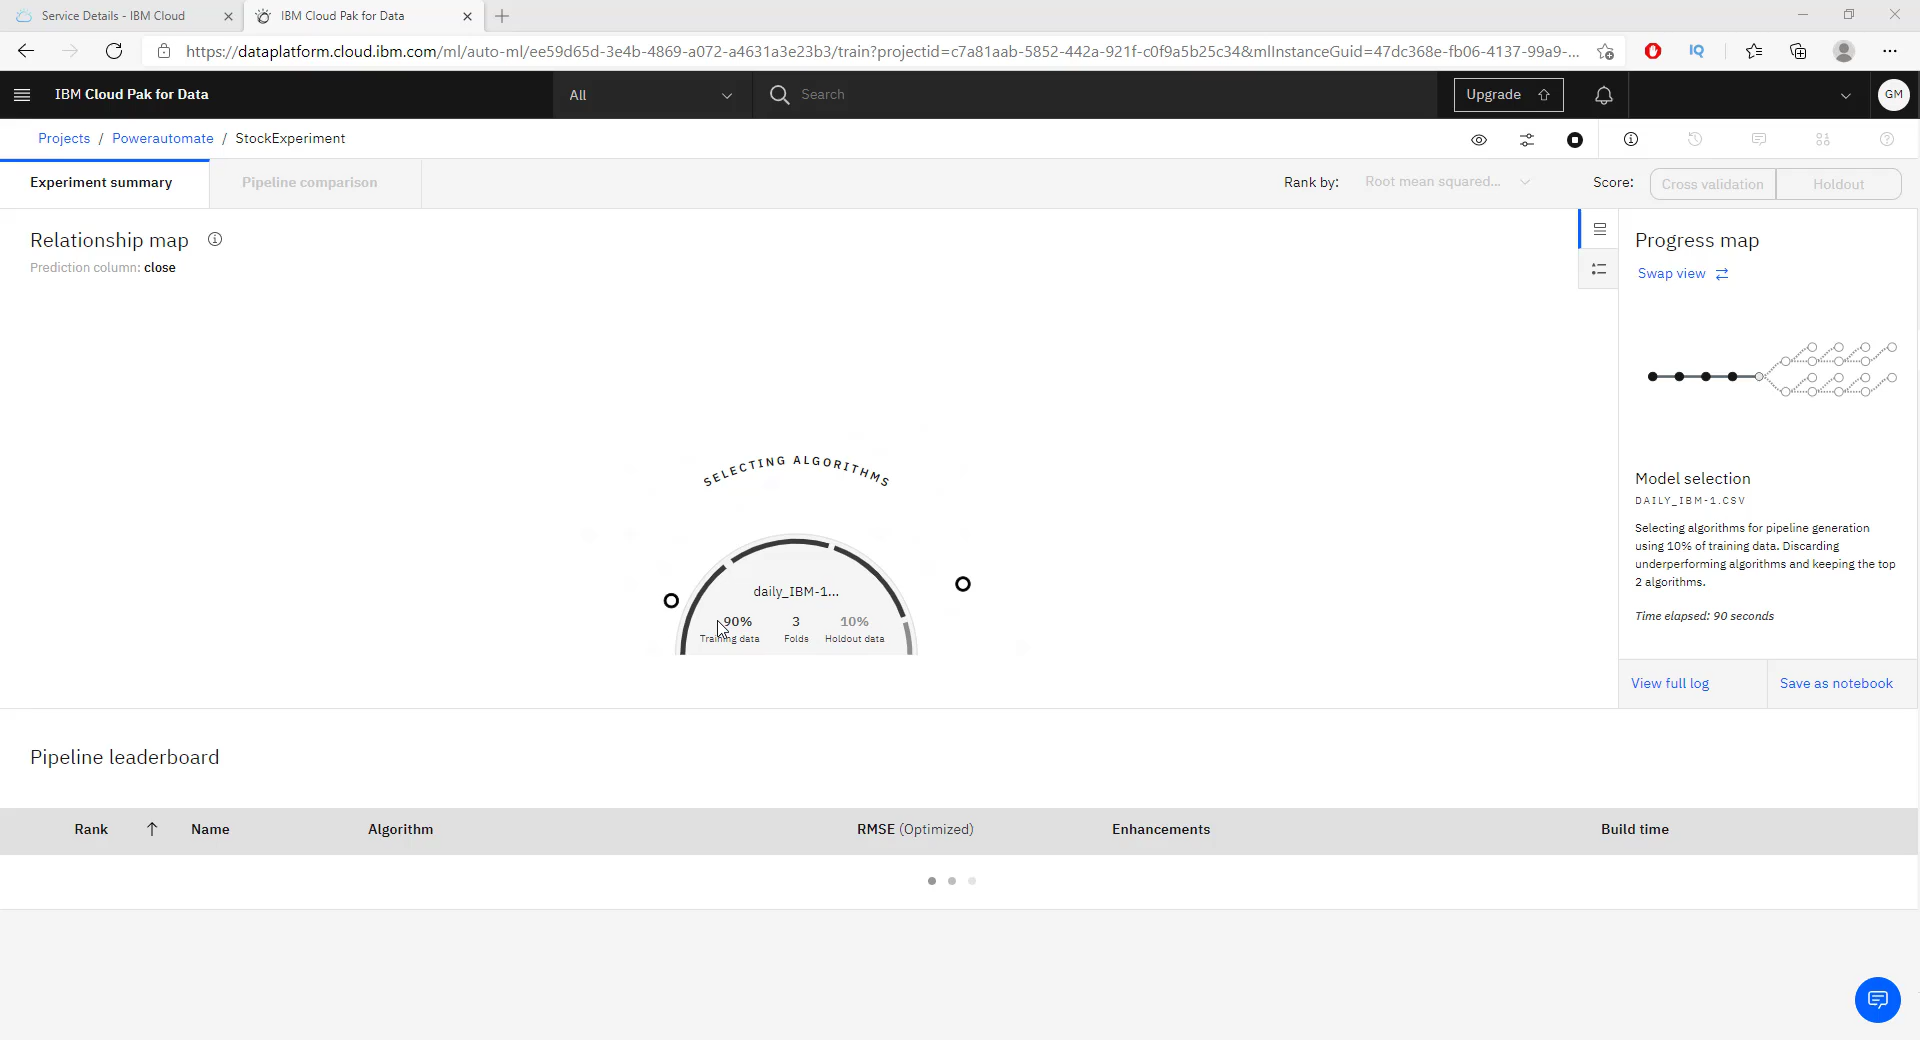 Service Details - IBM Cloud
IBM Cloud Pak for Data
https://dataplatform.cloud.ibm.com/ml/auto-ml/ee59d65d-3e4b-4869-a072-a4631a3e23b3/train?projectid=c7a81aab-5852-442a-921f-c0f9a5b25c34&mlInstanceGuid=47dc368e-fb06-4137-99a9-...
IQ
IBM Cloud Pak for Data
All
Search
Upgrade
GM
Projects / Powerautomate / StockExperiment
Experiment summary
Pipeline comparison
Rank by: Root mean squared...
Score: Cross validation Holdout
Relationship map
Prediction column: close
SELECTING ALGORITHMS
daily_IBM-1...
90% 3 10%
Training data Folds Holdout data
Progress map
Swap view
Model selection
DAILY_IBM-1.CSV
Selecting algorithms for pipeline generation
using 10% of training data. Discarding
underperforming algorithms and keeping the top
2 algorithms.
Time elapsed: 90 seconds
View full log
Save as notebook
Pipeline leaderboard
Rank Name Algorithm RMSE (Optimized) Enhancements Build time